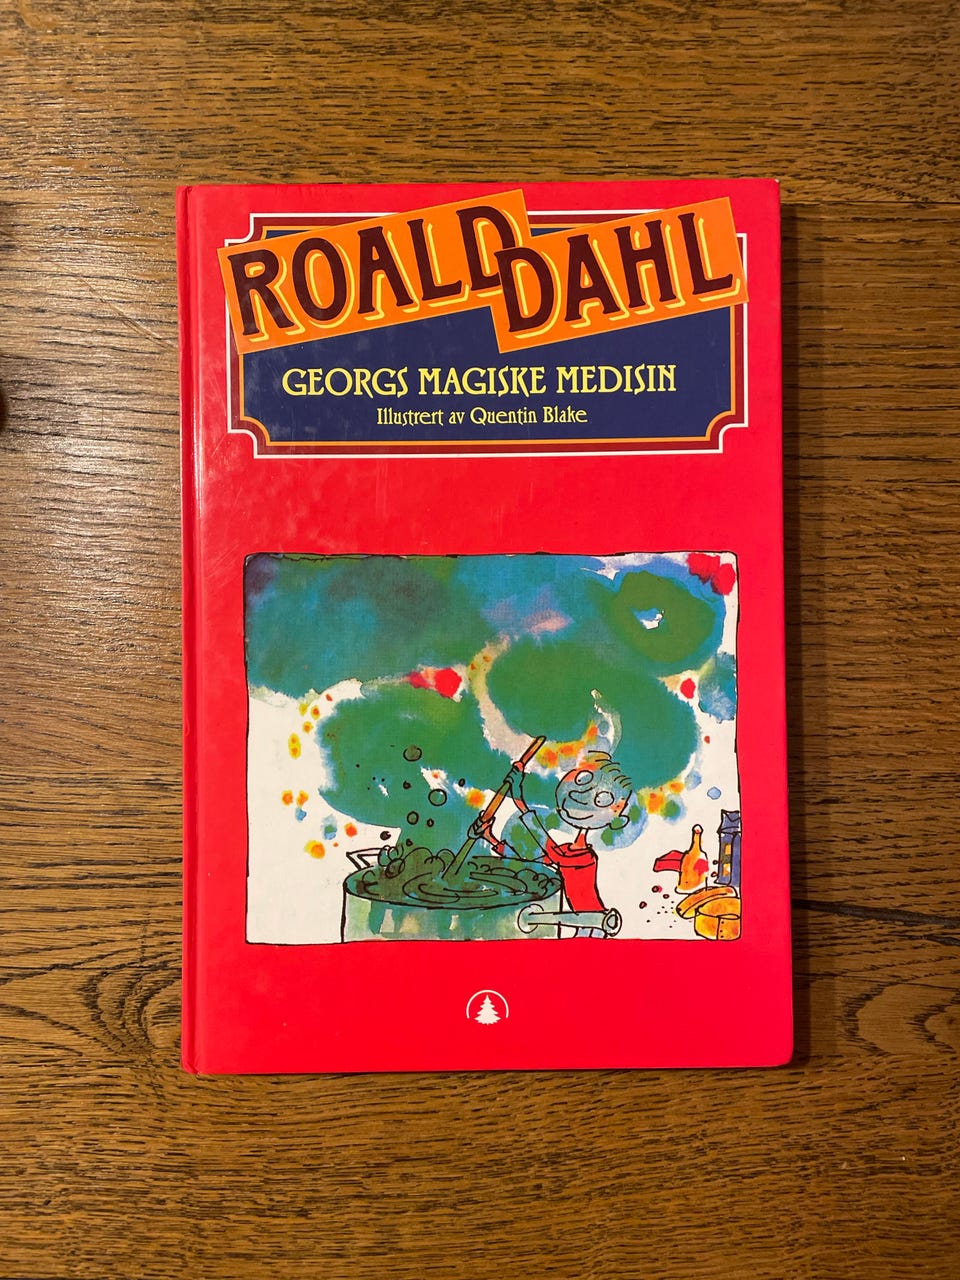 ROALD DAHL
GEORGS MAGISKE MEDISIN
Illustrert av Quentin Blake